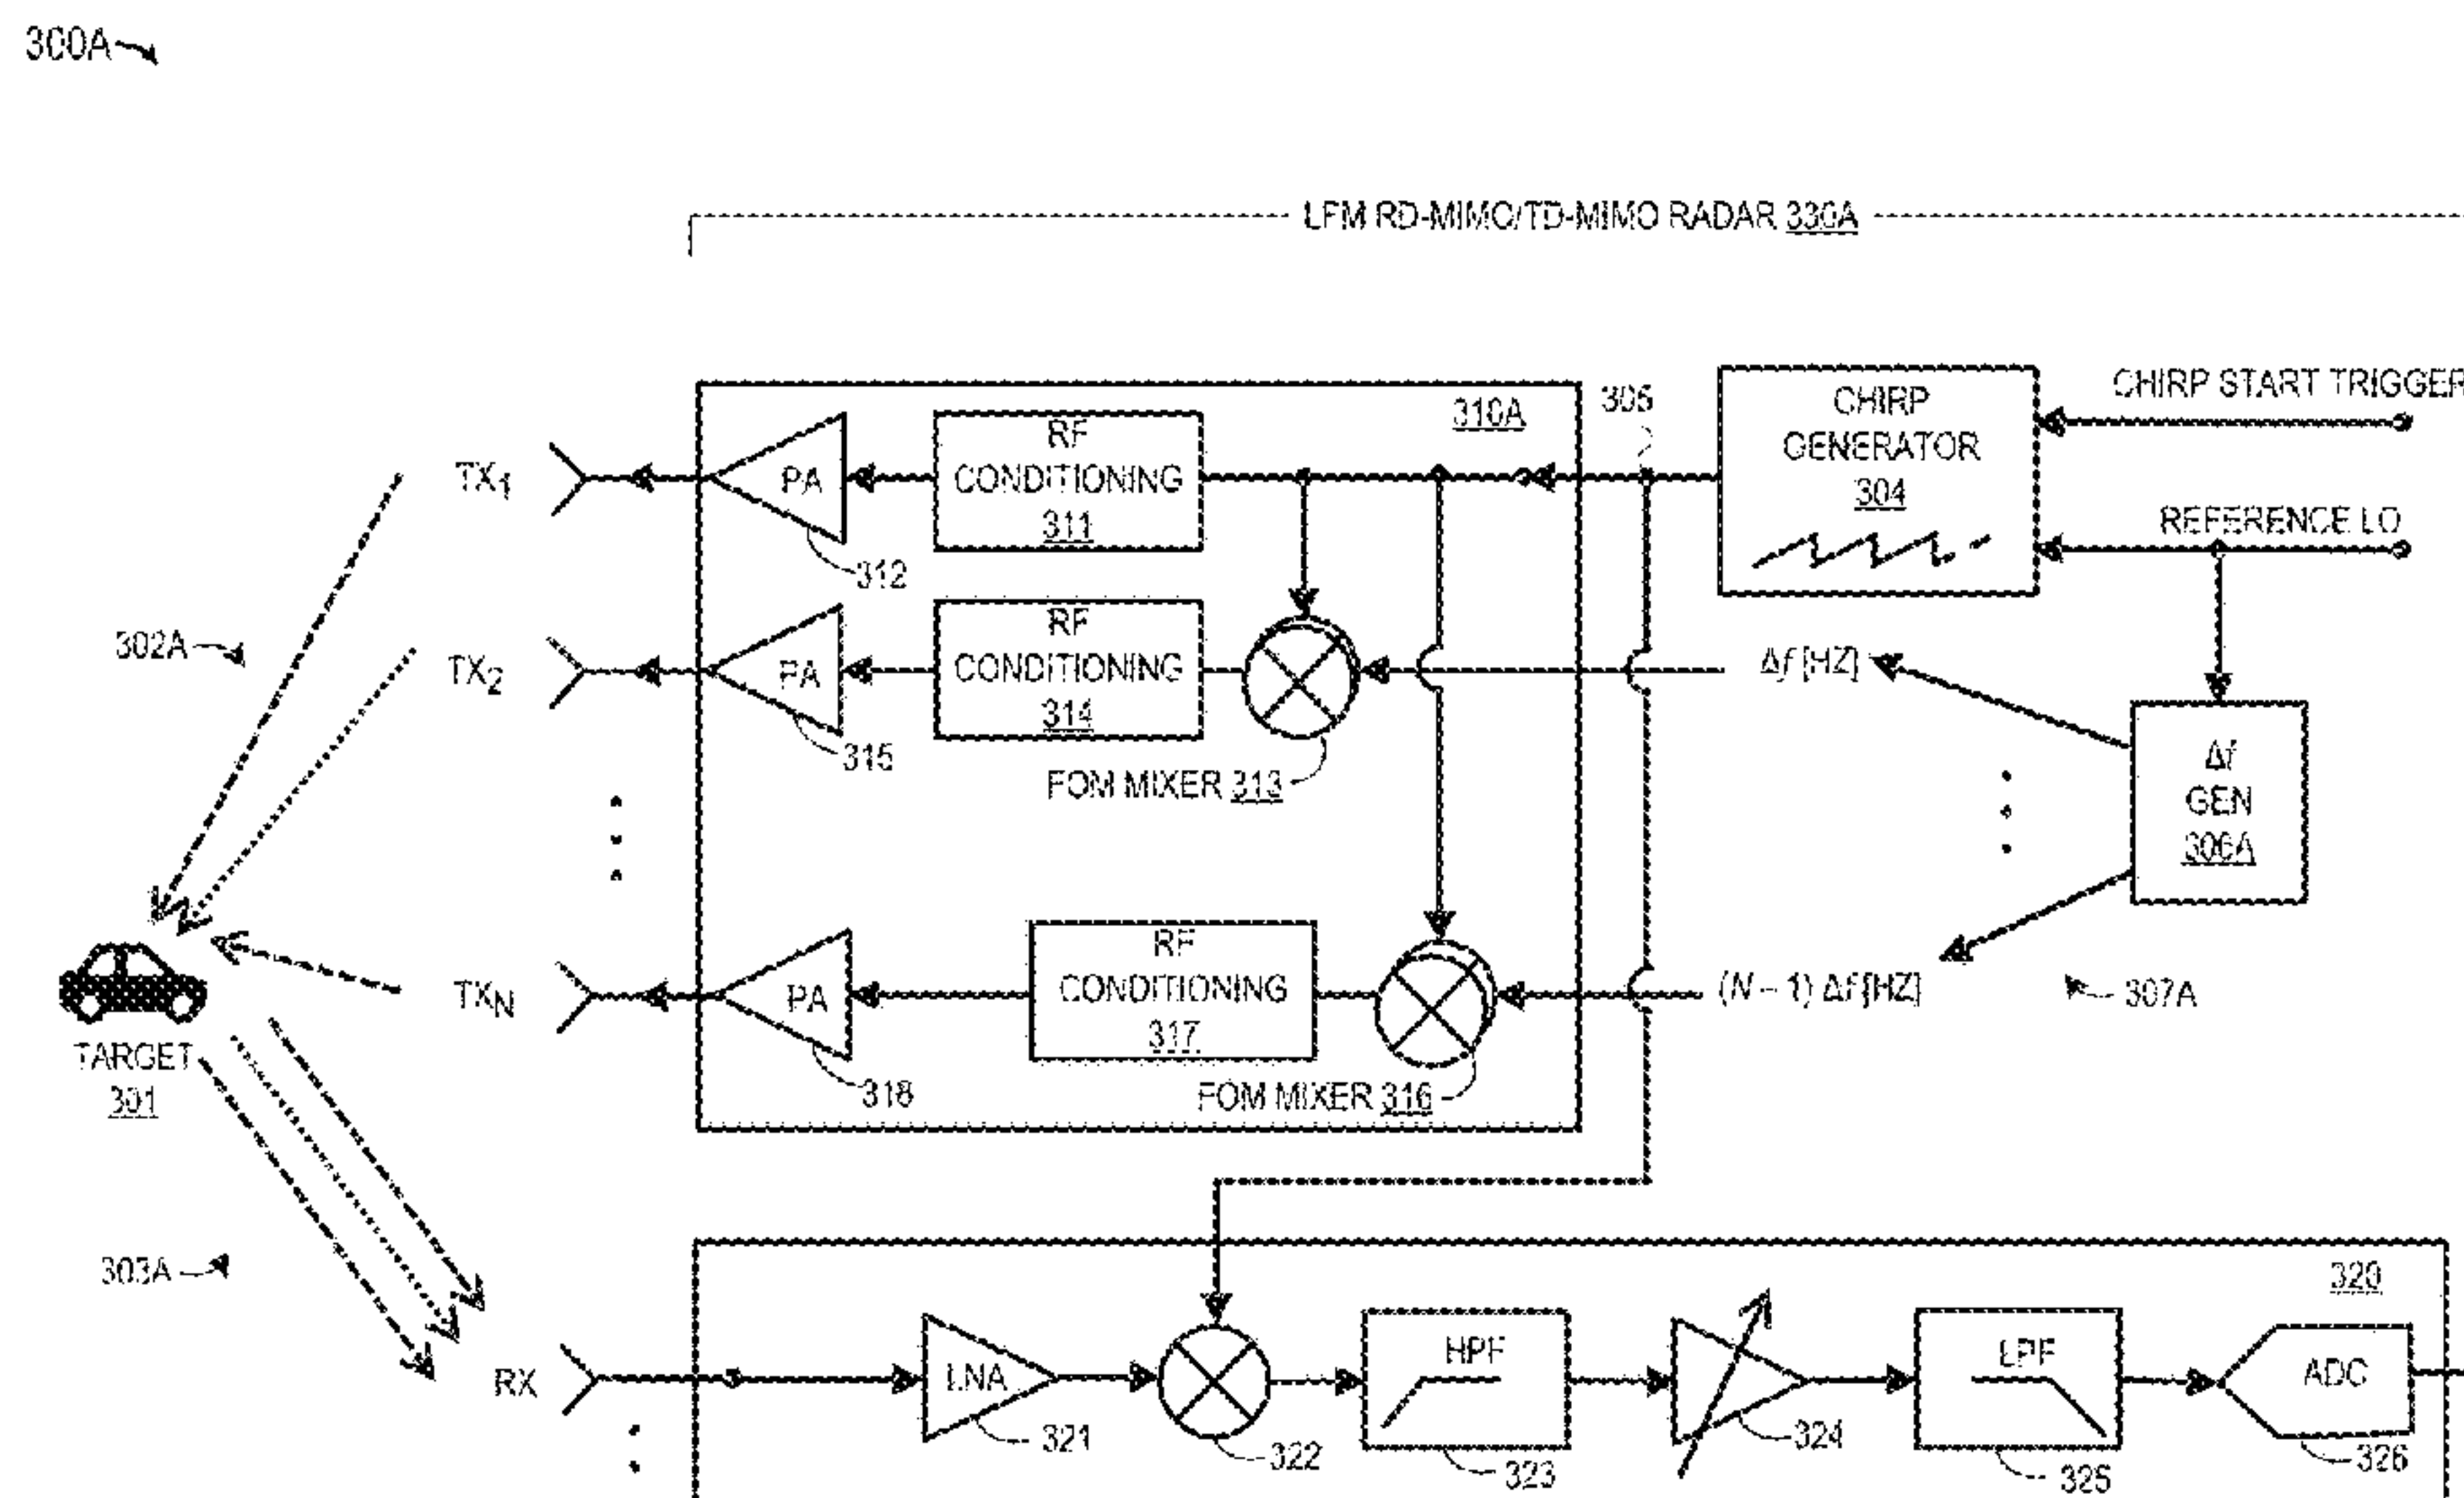 300A
LFM RD-MIMO/TD-MIMO RADAR 330A
CHIRP START TRIGGER
REFERENCE LO
CHIRP
GENERATOR
304
305
310A
RF
CONDITIONING
311
PA
312
TX1
302A
TX2
PA
315
RF
CONDITIONING
314
FOM MIXER 313
Δf [HZ]
Δf
GEN
306A
307A
(N – 1) Δf [HZ]
TXN
PA
318
RF
CONDITIONING
317
FOM MIXER 316
TARGET
301
303A
320
RX
LNA
321
322
HPF
323
324
LPF
325
ADC
326